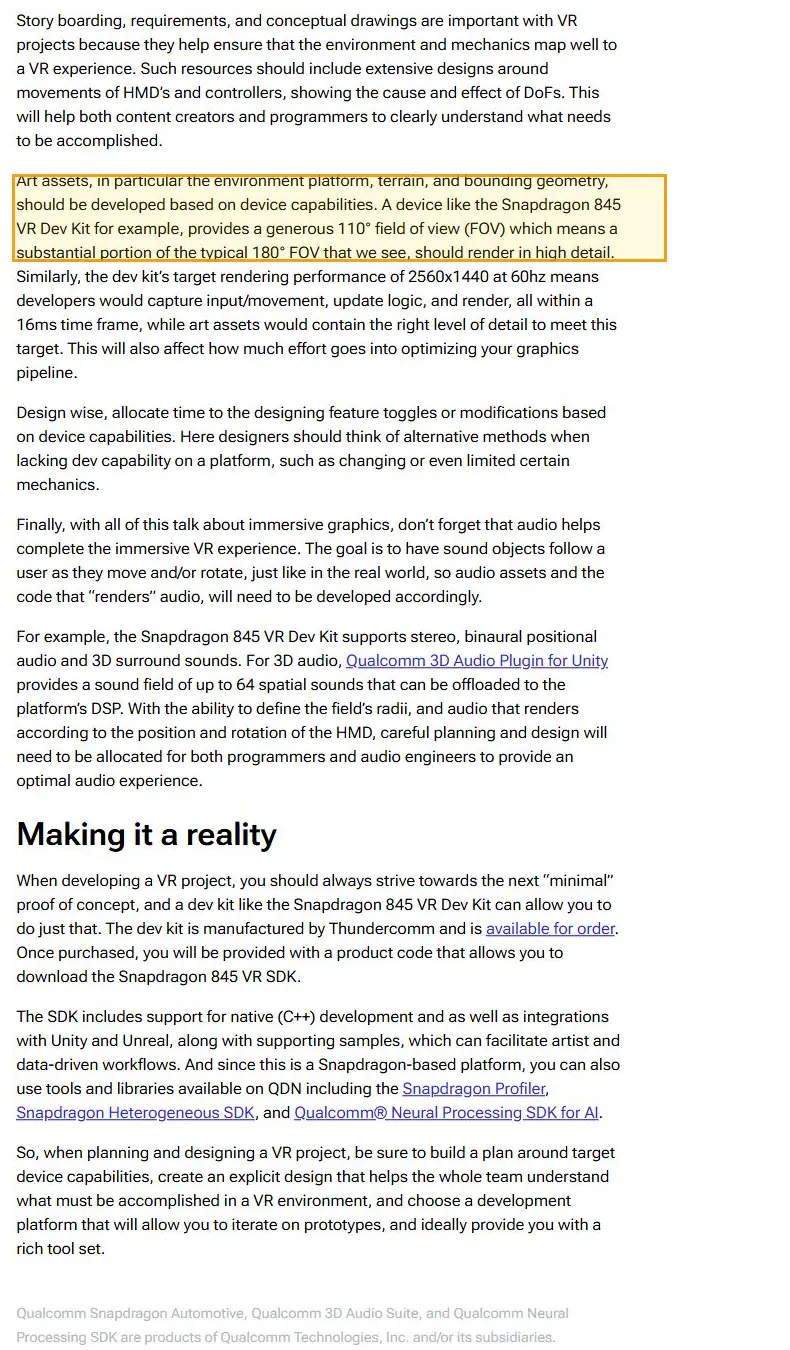 Story boarding, requirements, and conceptual drawings are important with VR
projects because they help ensure that the environment and mechanics map well to
a VR experience. Such resources should include extensive designs around
movements of HMD's and controllers, showing the cause and effect of DoFs. This
will help both content creators and programmers to clearly understand what needs
to be accomplished.
Art assets, in particular the environment platform, terrain, and bounding geometry,
should be developed based on device capabilities. A device like the Snapdragon 845
VR Dev Kit for example, provides a generous 110° field of view (FOV) which means a
substantial portion of the typical 180° FOV that we see, should render in high detail.
Similarly, the dev kit's target rendering performance of 2560x1440 at 60hz means
developers would capture input/movement, update logic, and render, all within a
16ms time frame, while art assets would contain the right level of detail to meet this
target. This will also affect how much effort goes into optimizing your graphics
pipeline.
Design wise, allocate time to the designing feature toggles or modifications based
on device capabilities. Here designers should think of alternative methods when
lacking dev capability on a platform, such as changing or even limited certain
mechanics.
Finally, with all of this talk about immersive graphics, don't forget that audio helps
complete the immersive VR experience. The goal is to have sound objects follow a
user as they move and/or rotate, just like in the real world, so audio assets and the
code that "renders" audio, will need to be developed accordingly.
For example, the Snapdragon 845 VR Dev Kit supports stereo, binaural positional
audio and 3D surround sounds. For 3D audio, Qualcomm 3D Audio Plugin for Unity
provides a sound field of up to 64 spatial sounds that can be offloaded to the
platform's DSP. With the ability to define the field's radii, and audio that renders
according to the position and rotation of the HMD, careful planning and design will
need to be allocated for both programmers and audio engineers to provide an
optimal audio experience.
Making it a reality
When developing a VR project, you should always strive towards the next "minimal"
proof of concept, and a dev kit like the Snapdragon 845 VR Dev Kit can allow you to
do just that. The dev kit is manufactured by Thundercomm and is available for order.
Once purchased, you will be provided with a product code that allows you to
download the Snapdragon 845 VR SDK.
The SDK includes support for native (C++) development and as well as integrations
with Unity and Unreal, along with supporting samples, which can facilitate artist and
data-driven workflows. And since this is a Snapdragon-based platform, you can also
use tools and libraries available on QDN including the Snapdragon Profiler,
Snapdragon Heterogeneous SDK, and Qualcomm® Neural Processing SDK for AI.
So, when planning and designing a VR project, be sure to build a plan around target
device capabilities, create an explicit design that helps the whole team understand
what must be accomplished in a VR environment, and choose a development
platform that will allow you to iterate on prototypes, and ideally provide you with a
rich tool set.
Qualcomm Snapdragon Automotive, Qualcomm 3D Audio Suite, and Qualcomm Neural
Processing SDK are products of Qualcomm Technologies, Inc. and/or its subsidiaries.